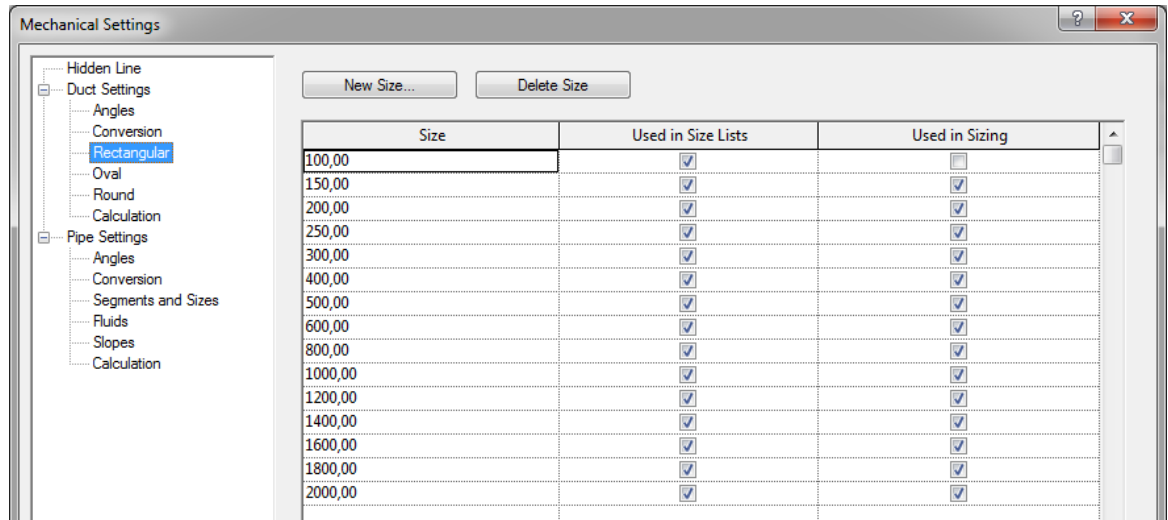 Mechanical Settings
Hidden Line
Duct Settings
Angles
Conversion
Rectangular
Oval
Round
Calculation
Pipe Settings
Angles
Conversion
Segments and Sizes
Fluids
Slopes
Calculation
New Size... Delete Size
Size Used in Size Lists Used in Sizing
100,00
150,00
200,00
250,00
300,00
400,00
500,00
600,00
800,00
1000,00
1200,00
1400,00
1600,00
1800,00
2000,00